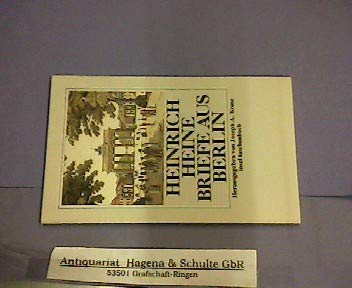 HEINRICH
HEINE
BRIEFE AUS
BERLIN
Herausgegeben von Joseph A. Kruse
insel taschenbuch
Antiquariat Hagena & Schulte GbR
53501 Grafschaft-Ringen